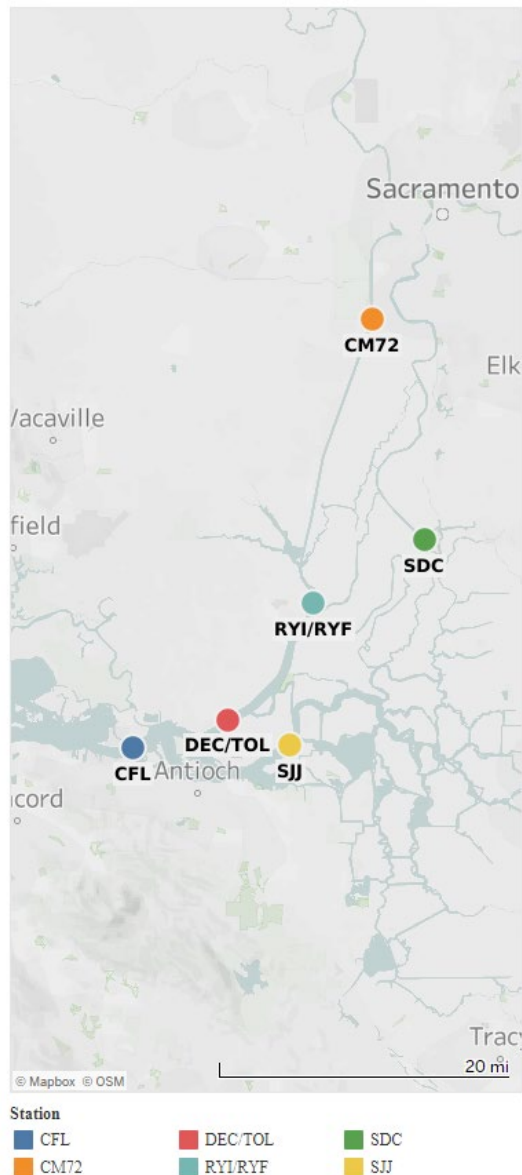 Sacramento
CM72
Elk
Vacaville
field
SDC
RYI/RYF
DEC/TOL
SJJ
CFL
Antioch
cord
Tracy
20 mi
© Mapbox © OSM
Station
CFL
DEC/TOL
SDC
CM72
RYI/RYF
SJJ